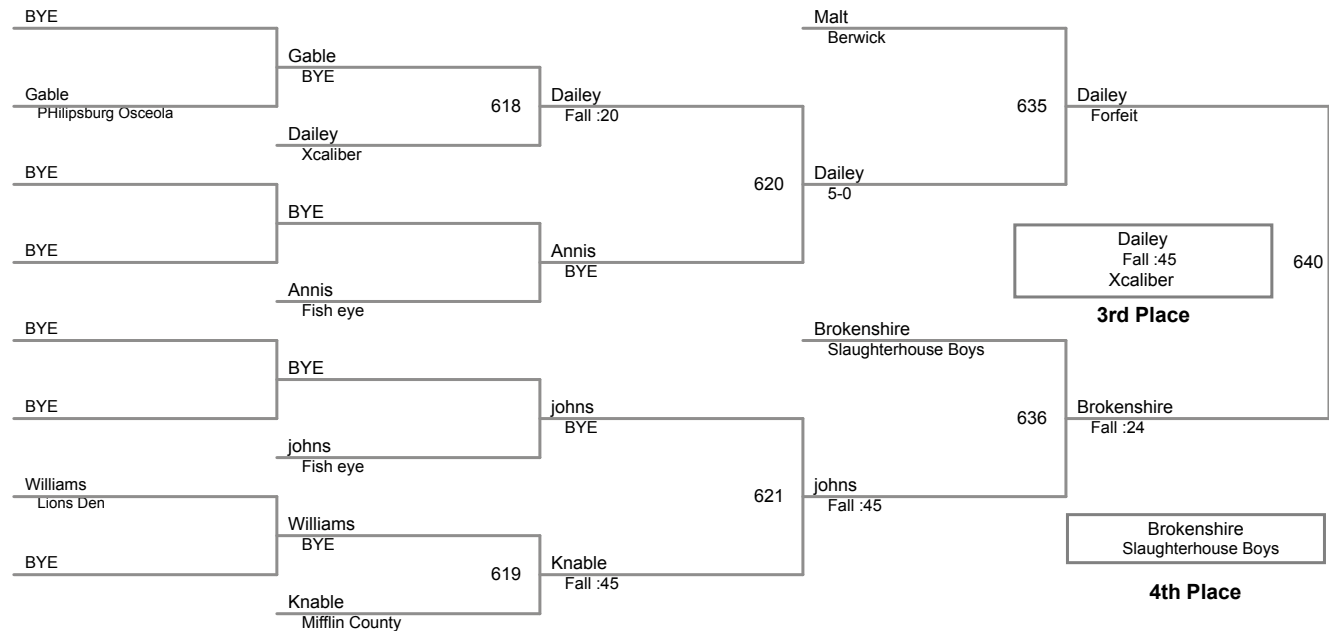 BYE
Gable
PHilipsburg Osceola
BYE
BYE
BYE
BYE
Williams
Lions Den
BYE
Gable
BYE
Dailey
Xcaliber
BYE
Annis
Fish eye
BYE
johns
Fish eye
Williams
BYE
Knable
Mifflin County
618
619
Dailey
Fall :20
Annis
BYE
johns
BYE
Knable
Fall :45
620
621
Malt
Berwick
Dailey
5-0
Brokenshire
Slaughterhouse Boys
johns
Fall :45
635
636
Dailey
Forfeit
Brokenshire
Fall :24
640
Dailey
Fall :45
Xcaliber
3rd Place
Brokenshire
Slaughterhouse Boys
4th Place